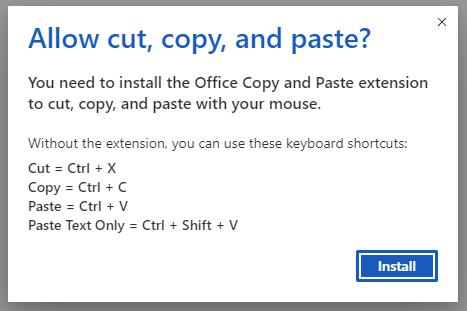 Allow cut, copy, and paste?
You need to install the Office Copy and Paste extension
to cut, copy, and paste with your mouse.
Without the extension, you can use these keyboard shortcuts:
Cut = Ctrl + X
Copy = Ctrl + C
Paste = Ctrl + V
Paste Text Only = Ctrl + Shift + V
Install